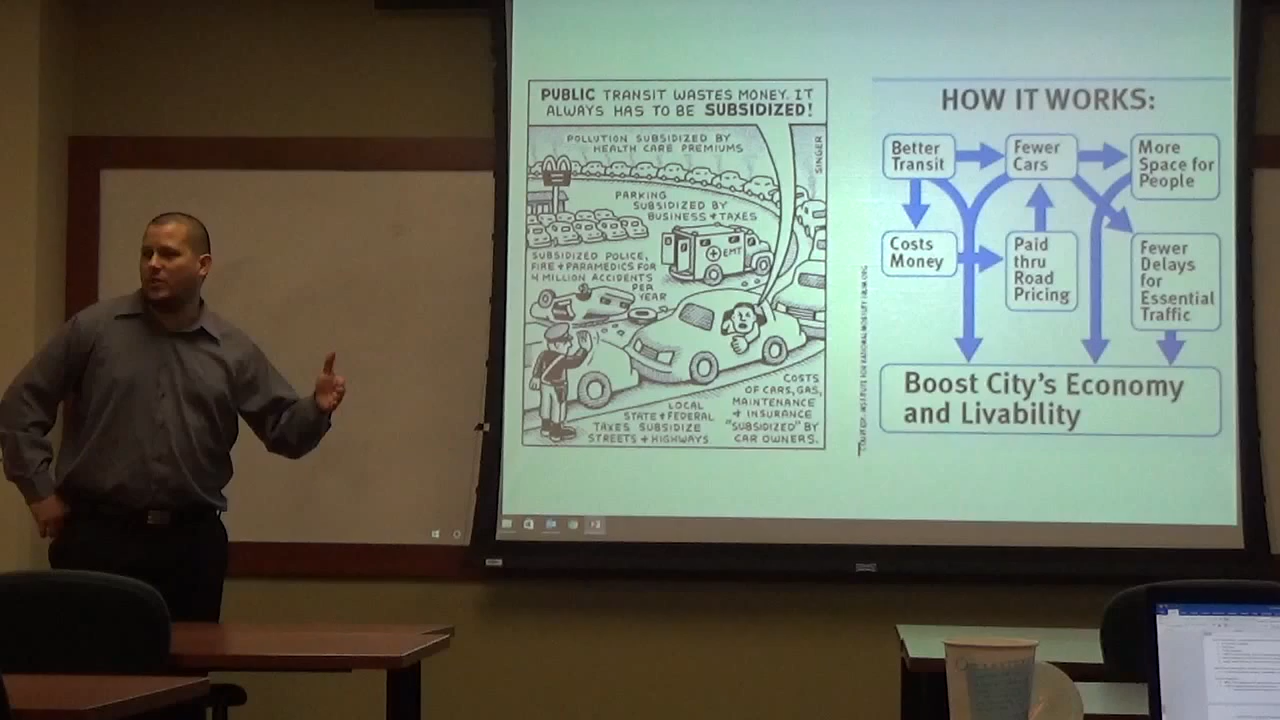 PUBLIC TRANSIT WASTES MONEY. IT
ALWAYS HAS TO BE SUBSIDIZED!
POLLUTION SUBSIDIZED BY
HEALTH CARE PREMIUMS
SINGER
PARKING
SUBSIDIZED BY
BUSINESS + TAXES
EMT
SUBSIDIZED POLICE,
FIRE + PARAMEDICS FOR
4 MILLION ACCIDENTS
PER
YEAR
COSTS
OF CARS, GAS,
MAINTENANCE
+ INSURANCE
"SUBSIDIZED" BY
CAR OWNERS.
LOCAL
STATE + FEDERAL
TAXES SUBSIDIZE
STREETS + HIGHWAYS
HOW IT WORKS:
Better
Transit
Fewer
Cars
More
Space for
People
Costs
Money
Paid
thru
Road
Pricing
Fewer
Delays
for
Essential
Traffic
Boost City's Economy
and Livability